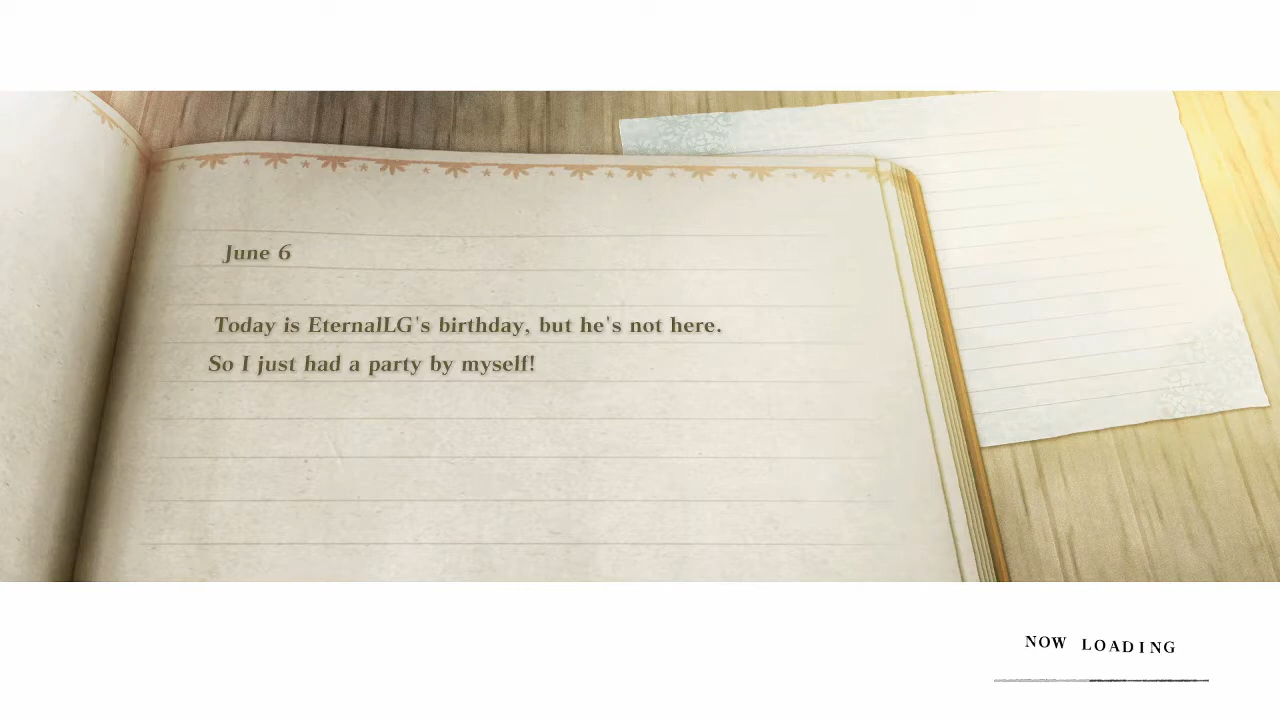 June 6
Today is EternalLG's birthday, but he's not here.
So I just had a party by myself!
NOW LOADING